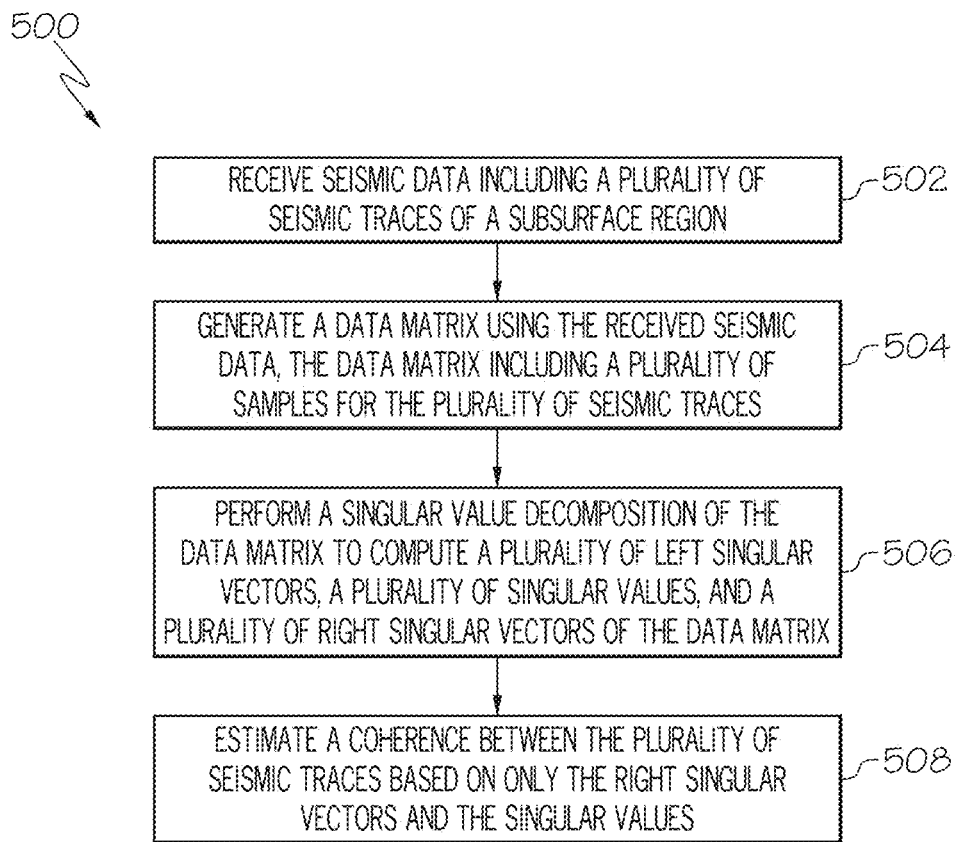 500
RECEIVE SEISMIC DATA INCLUDING A PLURALITY OF
SEISMIC TRACES OF A SUBSURFACE REGION
502
GENERATE A DATA MATRIX USING THE RECEIVED SEISMIC
DATA, THE DATA MATRIX INCLUDING A PLURALITY OF
SAMPLES FOR THE PLURALITY OF SEISMIC TRACES
504
PERFORM A SINGULAR VALUE DECOMPOSITION OF THE
DATA MATRIX TO COMPUTE A PLURALITY OF LEFT SINGULAR
VECTORS, A PLURALITY OF SINGULAR VALUES, AND A
PLURALITY OF RIGHT SINGULAR VECTORS OF THE DATA MATRIX
506
ESTIMATE A COHERENCE BETWEEN THE PLURALITY OF
SEISMIC TRACES BASED ON ONLY THE RIGHT SINGULAR
VECTORS AND THE SINGULAR VALUES
508